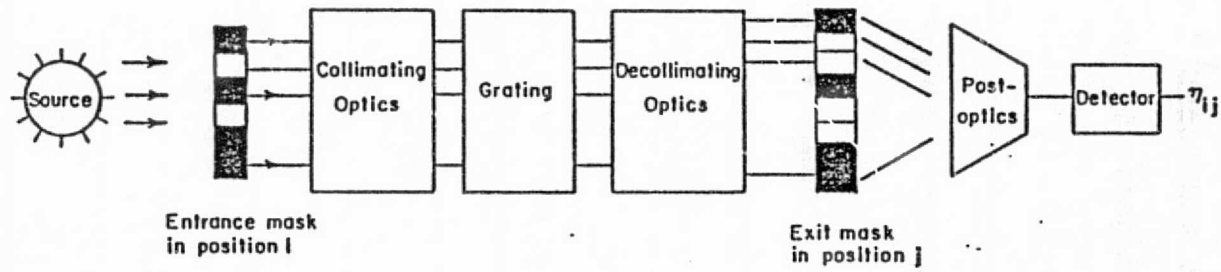 Source
Entrance mask
in position i
Collimating
Optics
Grating
Decollimating
Optics
Exit mask
in position j
Post-
optics
Detector
ηij